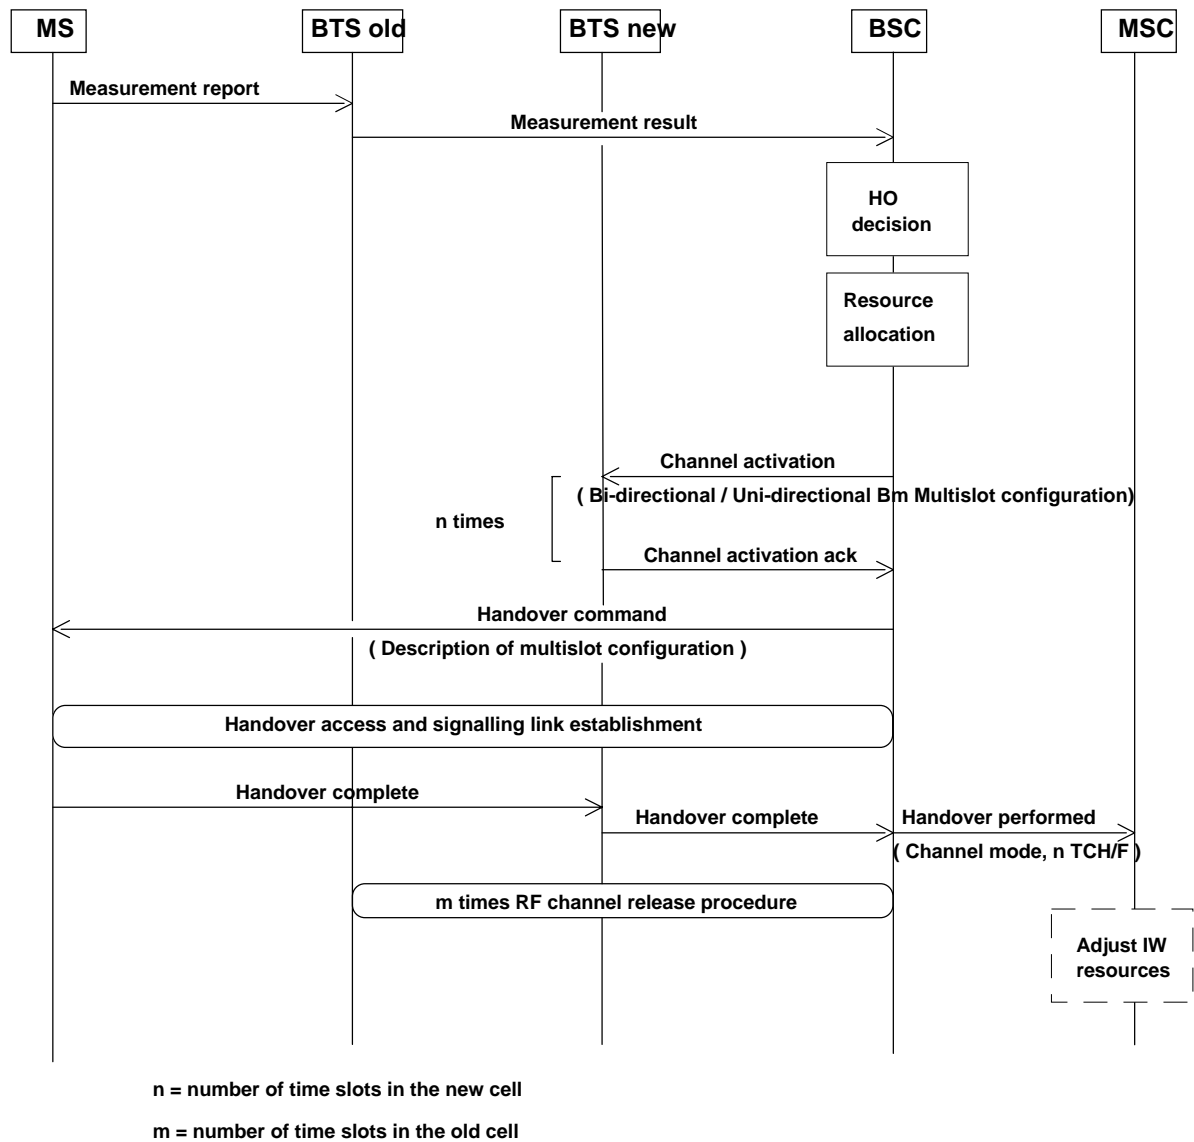 MS
BTS old
BTS new
BSC
MSC
Measurement report
Measurement result
HO
decision
Resource
allocation
Channel activation
( Bi-directional / Uni-directional Bm Multislot configuration)
n times
Channel activation ack
Handover command
( Description of multislot configuration )
Handover access and signalling link establishment
Handover complete
Handover complete
Handover performed
( Channel mode, n TCH/F )
m times RF channel release procedure
Adjust IW
resources
n = number of time slots in the new cell
m = number of time slots in the old cell